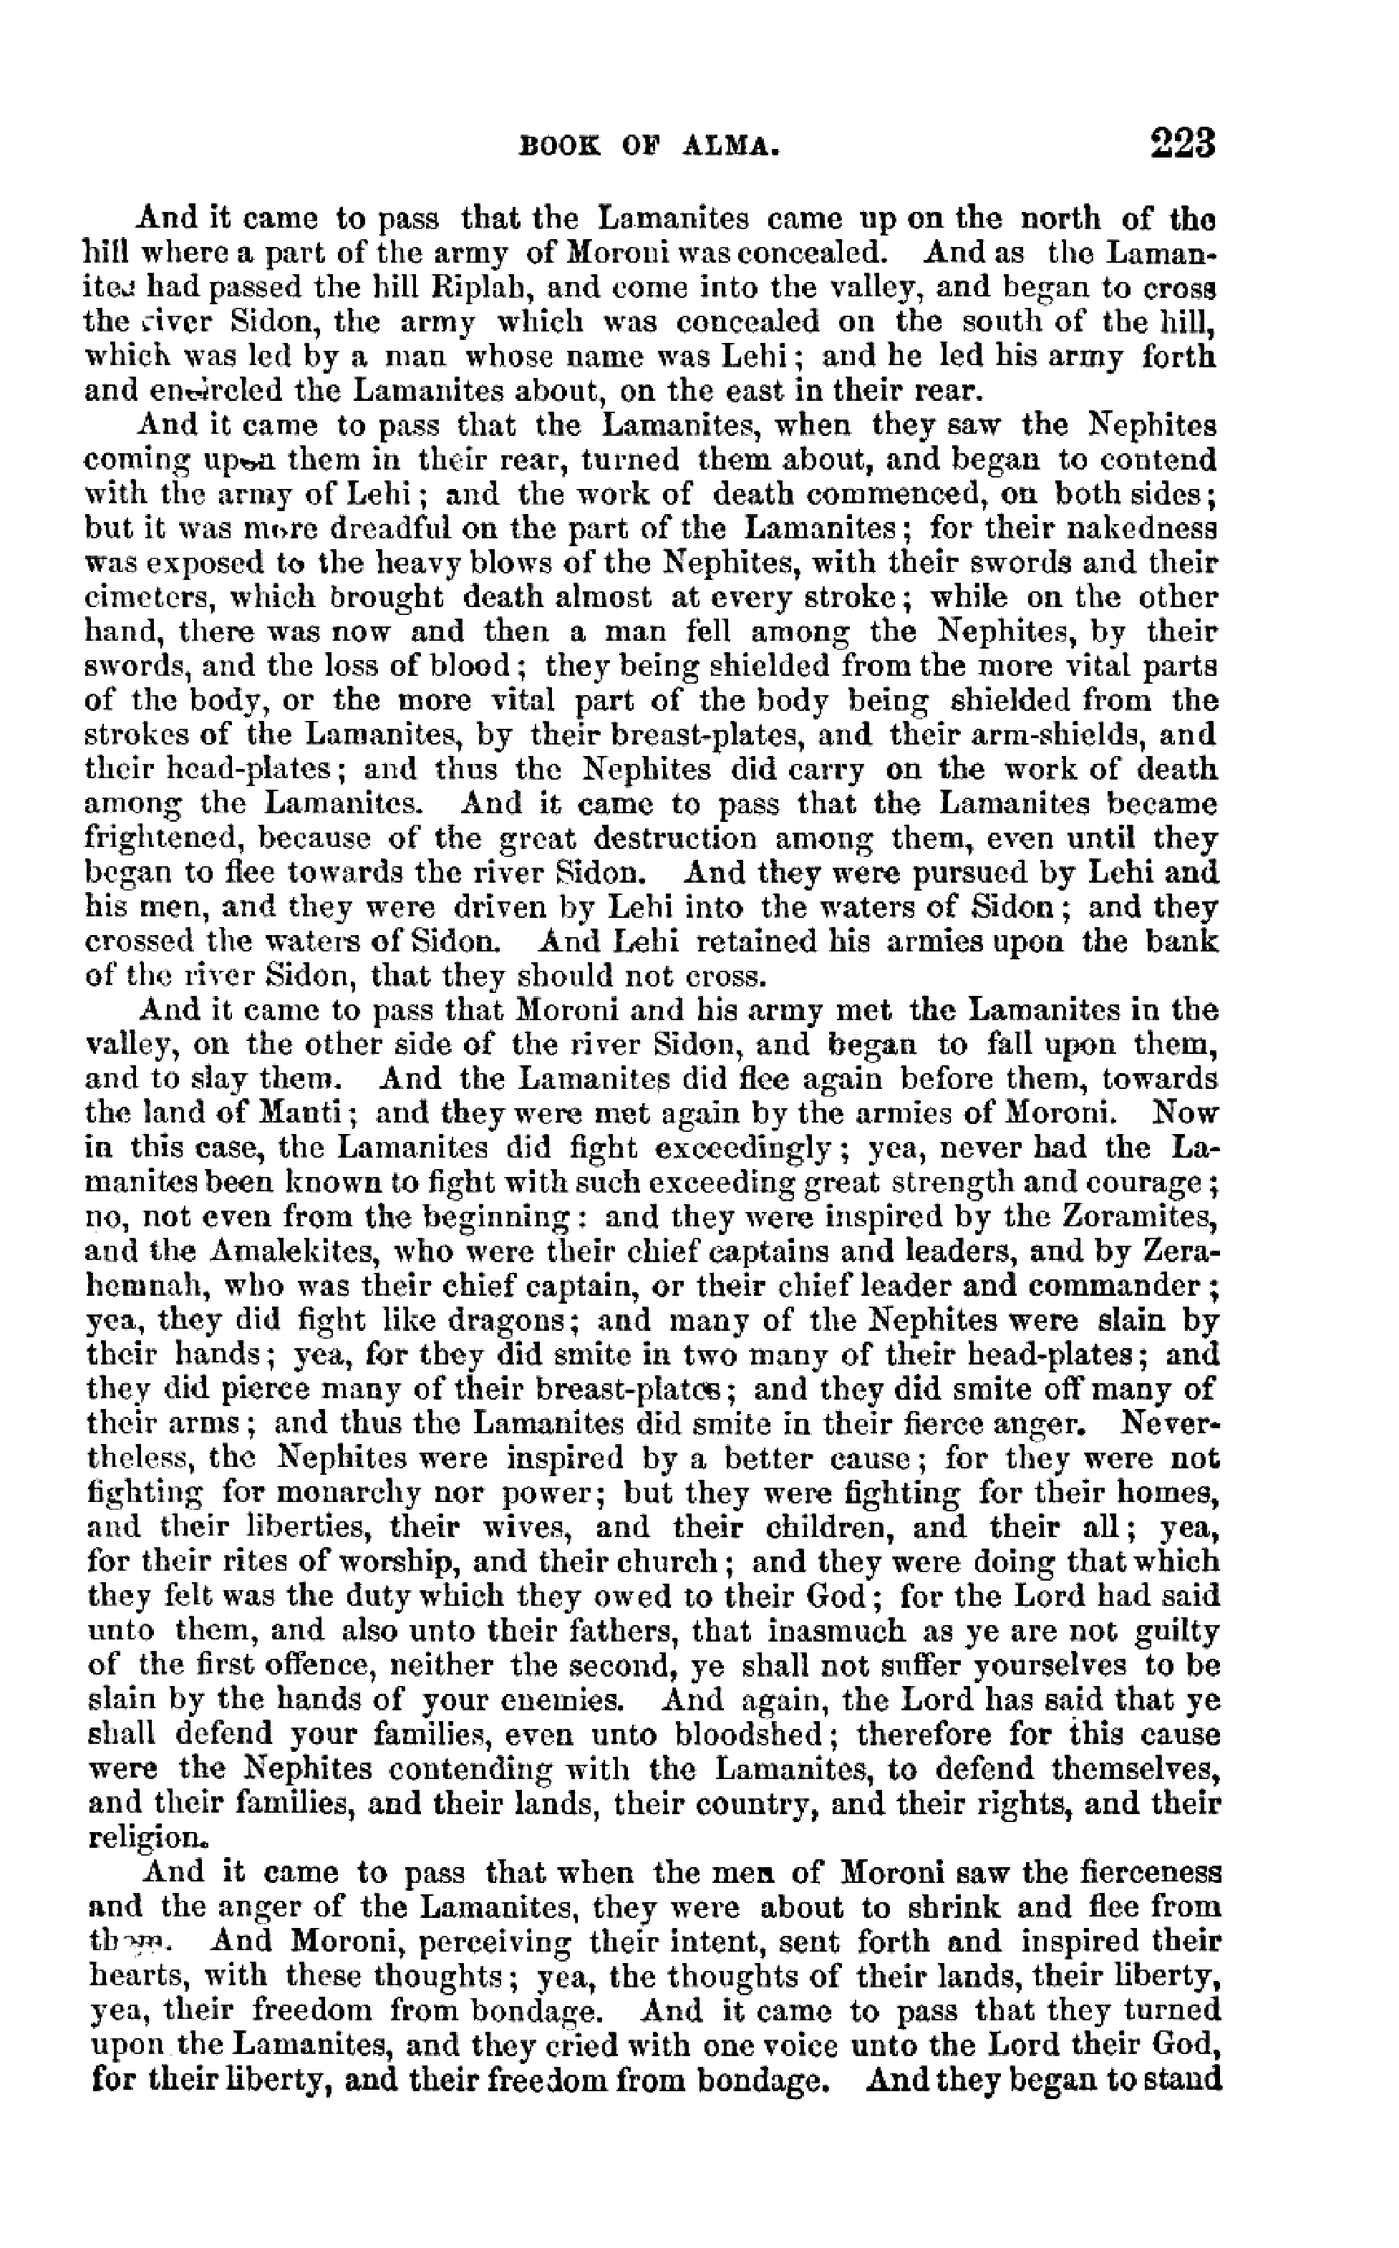 BOOK OF ALMA. 223
And it came to pass that the Lamanites came up on the north of the
hill where a part of the army of Moroni was concealed. And as the Laman-
ites had passed the hill Riplah, and come into the valley, and began to cross
the river Sidon, the army which was concealed on the south of the hill,
which was led by a man whose name was Lehi; and he led his army forth
and encircled the Lamanites about, on the east in their rear.
And it came to pass that the Lamanites, when they saw the Nephites
coming upon them in their rear, turned them about, and began to contend
with the army of Lehi; and the work of death commenced, on both sides;
but it was more dreadful on the part of the Lamanites; for their nakedness
was exposed to the heavy blows of the Nephites, with their swords and their
cimeters, which brought death almost at every stroke; while on the other
hand, there was now and then a man fell among the Nephites, by their
swords, and the loss of blood; they being shielded from the more vital parts
of the body, or the more vital part of the body being shielded from the
strokes of the Lamanites, by their breast-plates, and their arm-shields, and
their head-plates; and thus the Nephites did carry on the work of death
among the Lamanites. And it came to pass that the Lamanites became
frightened, because of the great destruction among them, even until they
began to flee towards the river Sidon. And they were pursued by Lehi and
his men, and they were driven by Lehi into the waters of Sidon; and they
crossed the waters of Sidon. And Lehi retained his armies upon the bank
of the river Sidon, that they should not cross.
And it came to pass that Moroni and his army met the Lamanites in the
valley, on the other side of the river Sidon, and began to fall upon them,
and to slay them. And the Lamanites did flee again before them, towards
the land of Manti; and they were met again by the armies of Moroni. Now
in this case, the Lamanites did fight exceedingly; yea, never had the La-
manites been known to fight with such exceeding great strength and courage;
no, not even from the beginning: and they were inspired by the Zoramites,
and the Amalekites, who were their chief captains and leaders, and by Zera-
hemnah, who was their chief captain, or their chief leader and commander;
yea, they did fight like dragons; and many of the Nephites were slain by
their hands; yea, for they did smite in two many of their head-plates; and
they did pierce many of their breast-plates; and they did smite off many of
their arms; and thus the Lamanites did smite in their fierce anger. Never-
theless, the Nephites were inspired by a better cause; for they were not
fighting for monarchy nor power; but they were fighting for their homes,
and their liberties, their wives, and their children, and their all; yea,
for their rites of worship, and their church; and they were doing that which
they felt was the duty which they owed to their God; for the Lord had said
unto them, and also unto their fathers, that inasmuch as ye are not guilty
of the first offence, neither the second, ye shall not suffer yourselves to be
slain by the hands of your enemies. And again, the Lord has said that ye
shall defend your families, even unto bloodshed; therefore for this cause
were the Nephites contending with the Lamanites, to defend themselves,
and their families, and their lands, their country, and their rights, and their
religion.
And it came to pass that when the men of Moroni saw the fierceness
and the anger of the Lamanites, they were about to shrink and flee from
them. And Moroni, perceiving their intent, sent forth and inspired their
hearts, with these thoughts; yea, the thoughts of their lands, their liberty,
yea, their freedom from bondage. And it came to pass that they turned
upon the Lamanites, and they cried with one voice unto the Lord their God,
for their liberty, and their freedom from bondage. And they began to stand